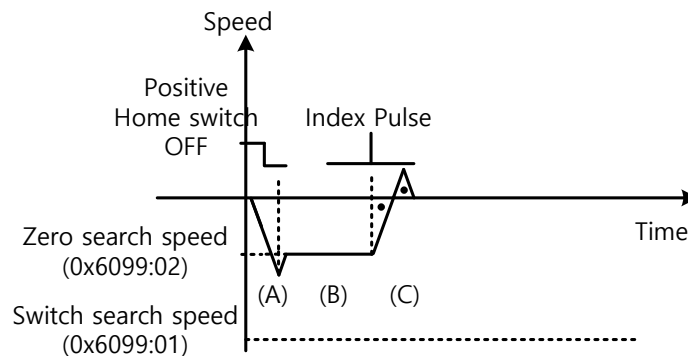 Speed
Positive
Home switch
OFF
Index Pulse
Time
Zero search speed
(0x6099:02)
(A)
(B)
(C)
Switch search speed
(0x6099:01)